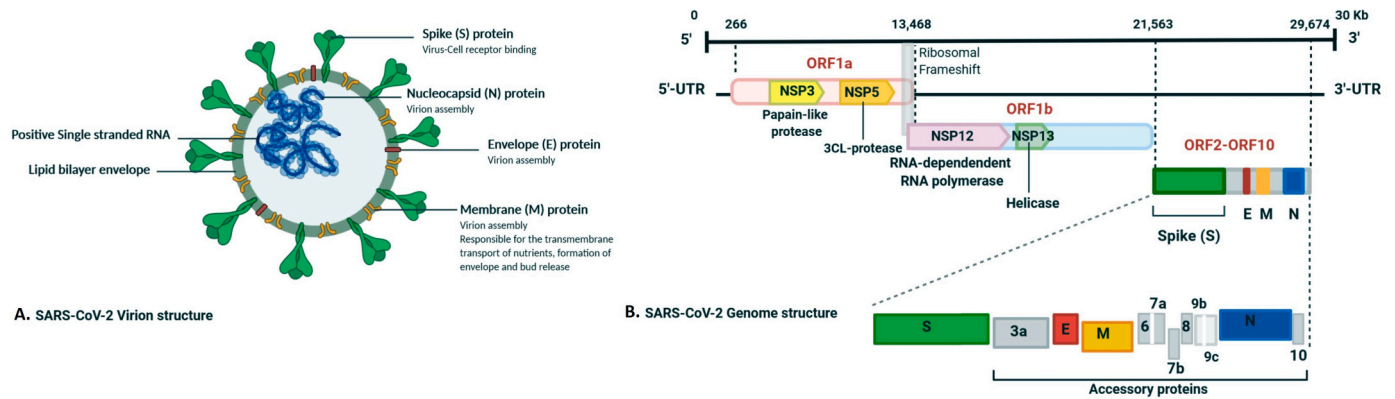 Spike (S) protein
Virus-Cell receptor binding
Nucleocapsid (N) protein
Virion assembly
Positive Single stranded RNA
Envelope (E) protein
Virion assembly
Lipid bilayer envelope
Membrane (M) protein
Virion assembly
Responsible for the transmembrane
transport of nutrients, formation of
envelope and bud release
A. SARS-CoV-2 Virion structure
0
266
13,468
21,563
29,674
30 Kb
5'
3'
Ribosomal
Frameshift
ORF1a
5'-UTR
NSP3
NSP5
3'-UTR
Papain-like
protease
3CL-protease
ORF1b
NSP12
NSP13
RNA-dependendent
RNA polymerase
Helicase
ORF2-ORF10
E M N
Spike (S)
B. SARS-CoV-2 Genome structure
7a
9b
S
3a
E
M
6
8
N
7b
9c
10
Accessory proteins